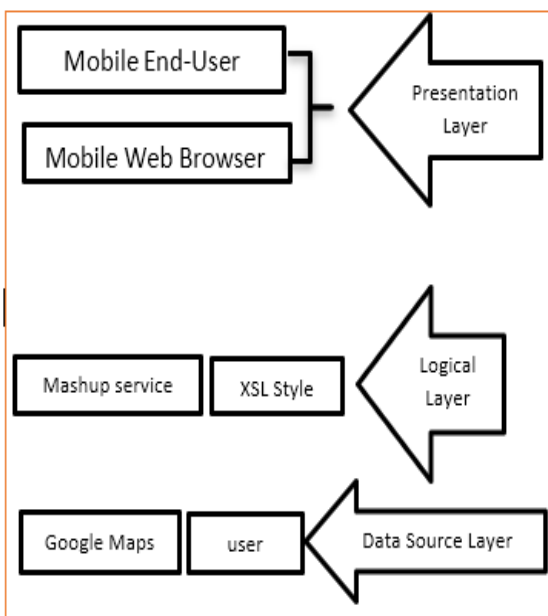 Mobile End-User
Mobile Web Browser
Presentation
Layer
Mashup service
XSL Style
Logical
Layer
Google Maps
user
Data Source Layer